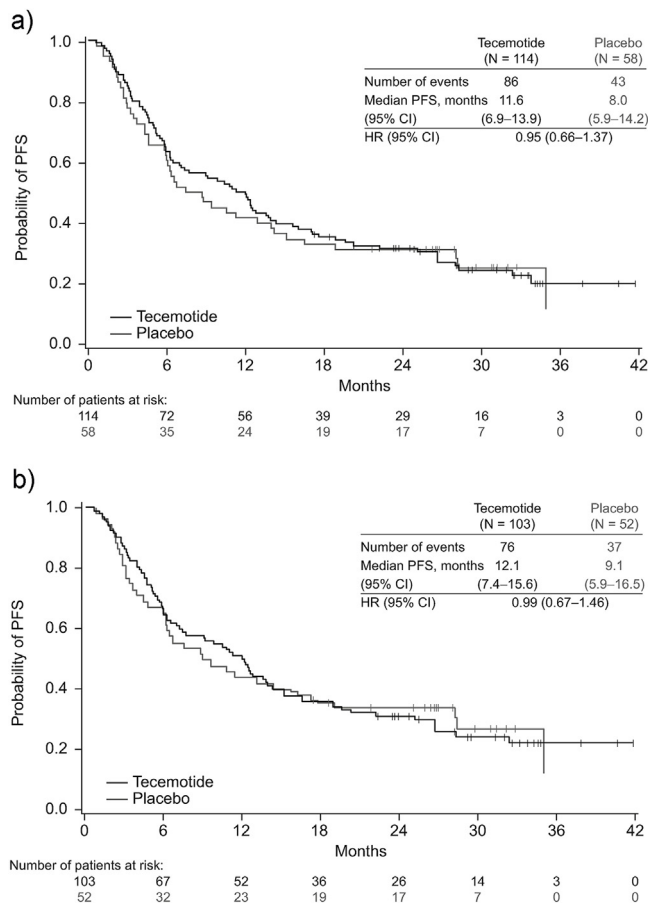 a)
Tecemotide Placebo
(N = 114) (N = 58)
Number of events 86 43
Median PFS, months 11.6 8.0
(95% CI) (6.9–13.9) (5.9–14.2)
HR (95% CI) 0.95 (0.66–1.37)
Probability of PFS
1.0
0.8
0.6
0.4
0.2
0.0
Tecemotide
Placebo
0 6 12 18 24 30 36 42
Months
Number of patients at risk:
114 72 56 39 29 16 3 0
58 35 24 19 17 7 0 0
b)
Tecemotide Placebo
(N = 103) (N = 52)
Number of events 76 37
Median PFS, months 12.1 9.1
(95% CI) (7.4–15.6) (5.9–16.5)
HR (95% CI) 0.99 (0.67–1.46)
Probability of PFS
1.0
0.8
0.6
0.4
0.2
0.0
Tecemotide
Placebo
0 6 12 18 24 30 36 42
Months
Number of patients at risk:
103 67 52 36 26 14 3 0
52 32 23 19 17 7 0 0